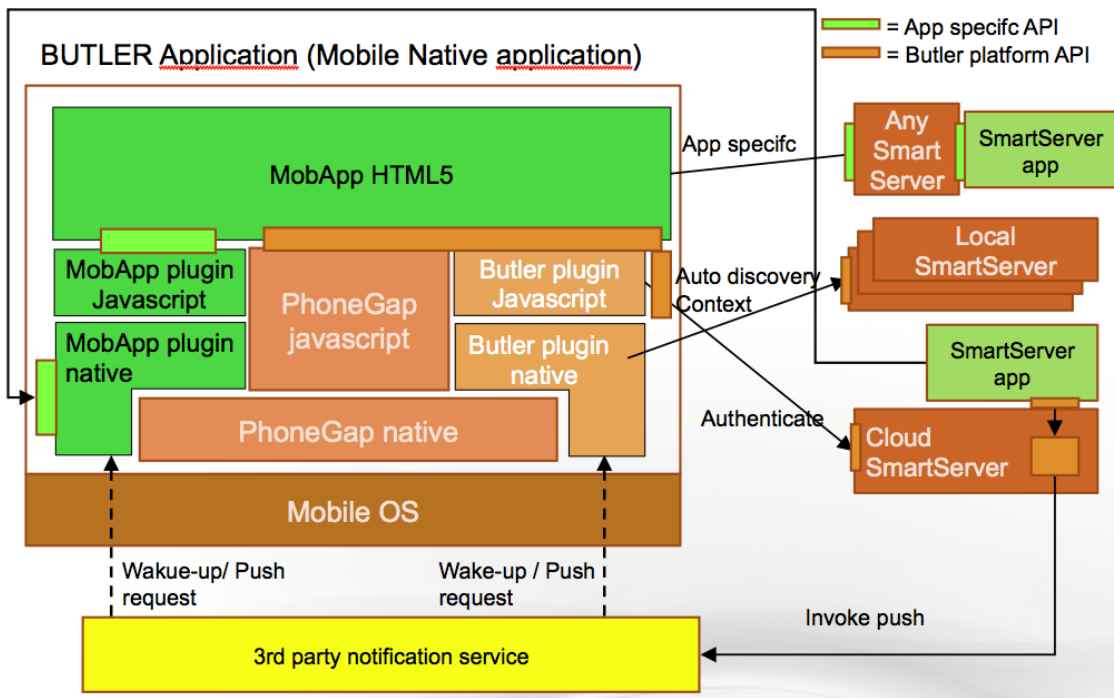 = App specifc API
= Butler platform API
BUTLER Application (Mobile Native application)
MobApp HTML5
App specifc
Any
Smart
Server
SmartServer
app
MobApp plugin
Javascript
PhoneGap
javascript
Butler plugin
Javascript
Auto discovery
Context
Local
SmartServer
MobApp plugin
native
Butler plugin
native
SmartServer
app
PhoneGap native
Authenticate
Cloud
SmartServer
Mobile OS
Wakue-up/ Push
request
Wake-up / Push
request
Invoke push
3rd party notification service